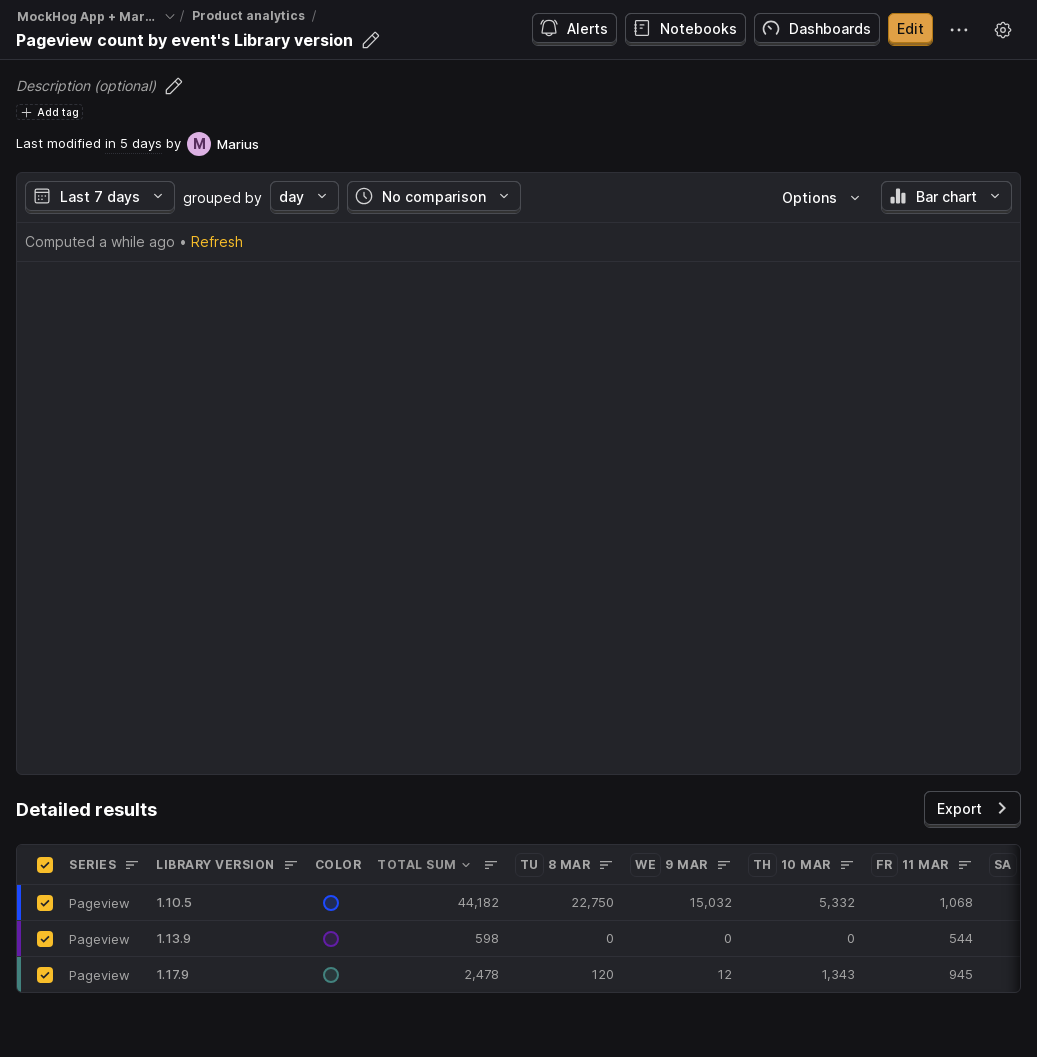 MockHog App + Mar... / Product analytics /
Pageview count by event's Library version
Alerts Notebooks Dashboards Edit
Description (optional)
Add tag
Last modified in 5 days by M Marius
Last 7 days grouped by day No comparison Options Bar chart
Computed a while ago • Refresh
Detailed results
Export
SERIES LIBRARY VERSION COLOR TOTAL SUM TU 8 MAR WE 9 MAR TH 10 MAR FR 11 MAR SA
Pageview 1.10.5 44,182 22,750 15,032 5,332 1,068
Pageview 1.13.9 598 0 0 0 544
Pageview 1.17.9 2,478 120 12 1,343 945